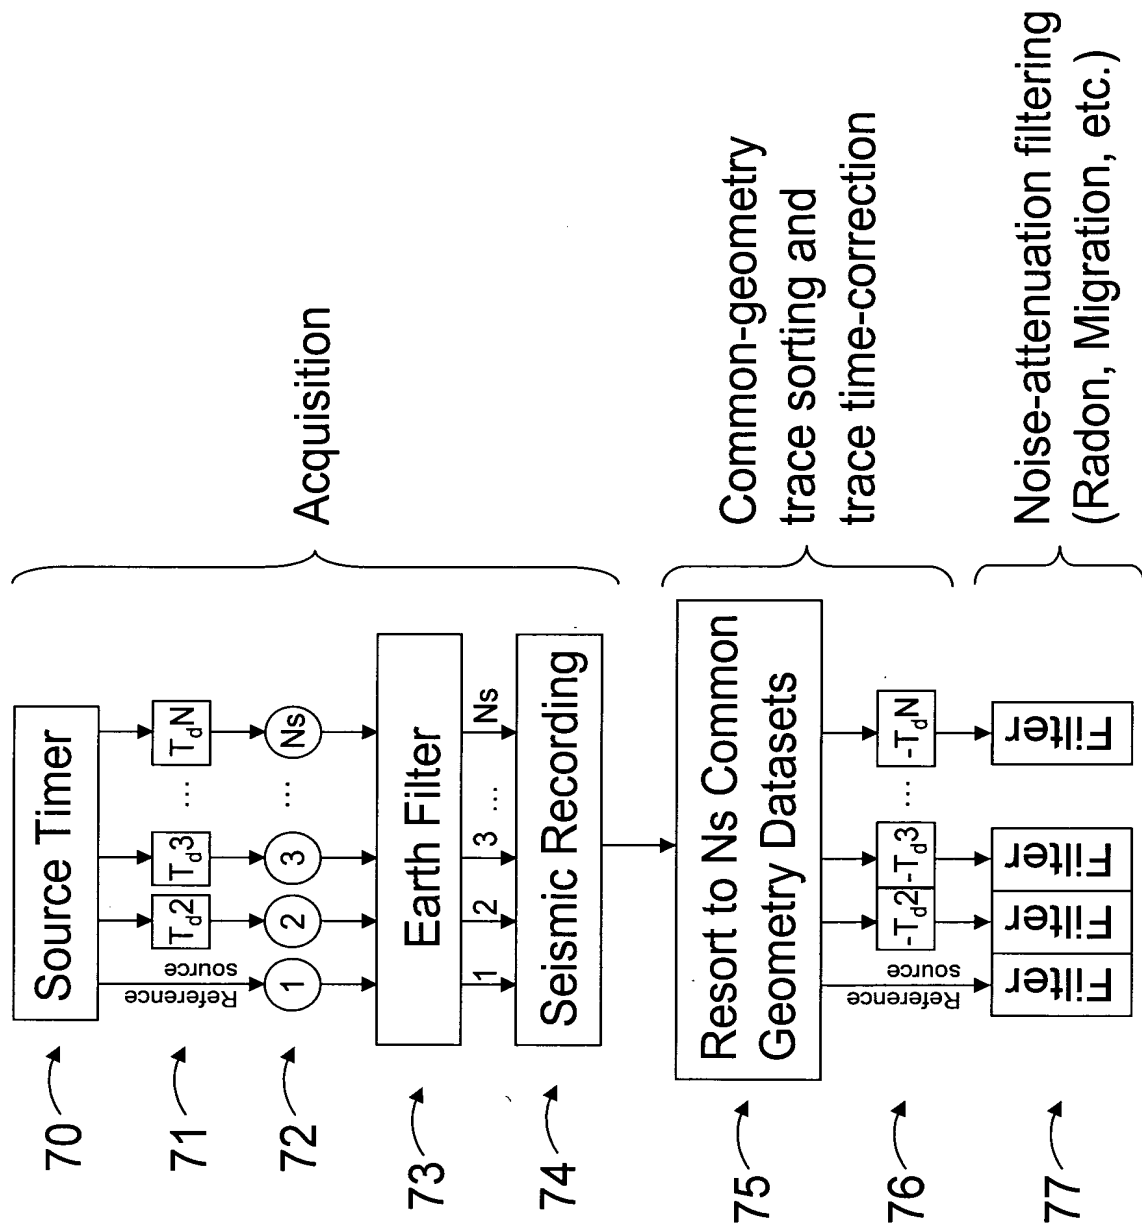 70
Source Timer
71
Reference
source
T_d2
T_d3
...
T_dN
72
1
2
3
...
Ns
Acquisition
73
Earth Filter
1
2
3
...
Ns
74
Seismic Recording
75
Resort to Ns Common
Geometry Datasets
Common-geometry
trace sorting and
trace time-correction
76
Reference
source
-T_d2
-T_d3
...
-T_dN
77
Filter
Filter
Filter
Filter
Noise-attenuation filtering
(Radon, Migration, etc.)